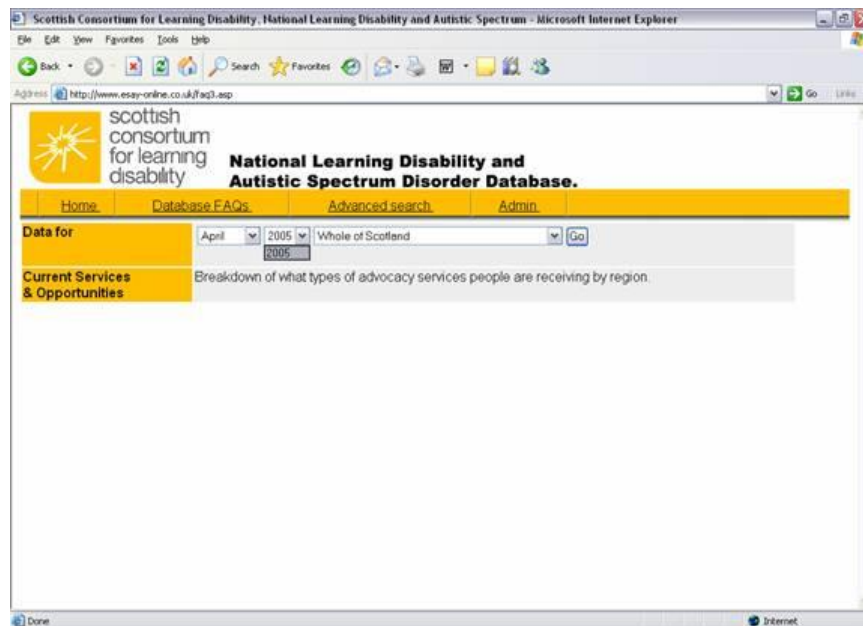 Scottish Consortium for Learning Disability, National Learning Disability and Autistic Spectrum - Microsoft Internet Explorer
File Edit View Favorites Tools Help
Back Search Favorites
Address http://www.esay-online.co.uk/faq3.asp Go Links
scottish
consortium
for learning
disability
National Learning Disability and
Autistic Spectrum Disorder Database.
Home Database FAQs Advanced search Admin
Data for April 2005 Whole of Scotland Go
2005
Current Services Breakdown of what types of advocacy services people are receiving by region.
& Opportunities
Done Internet